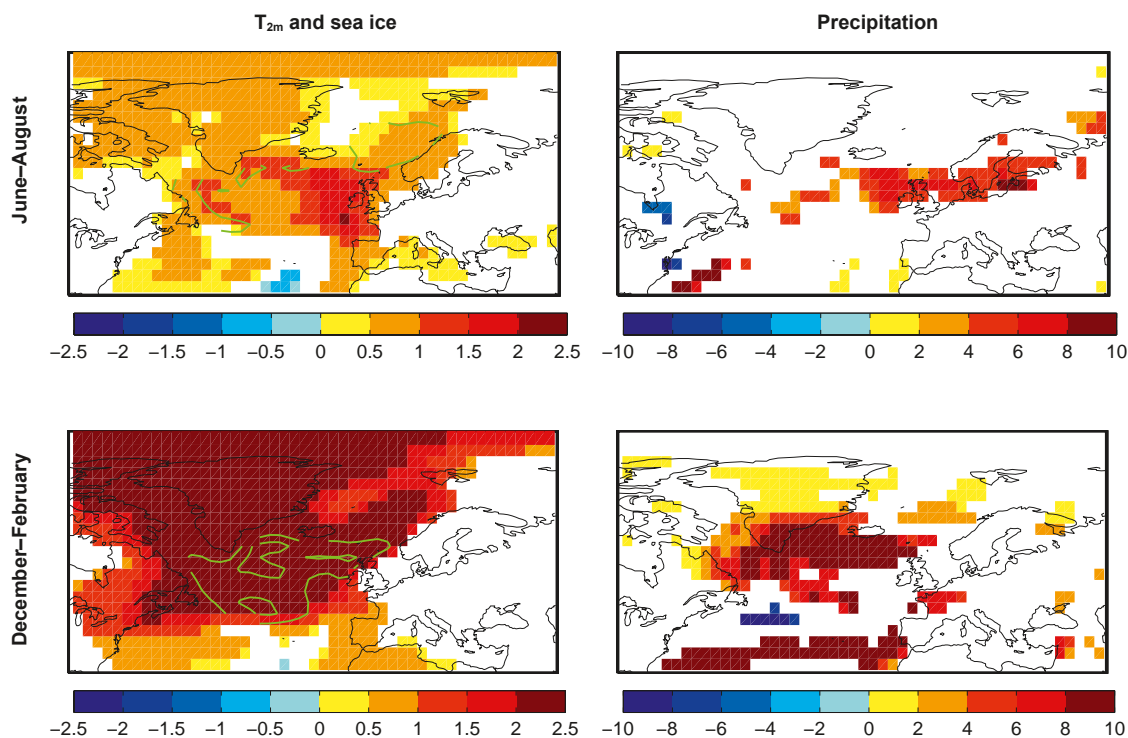 T2m and sea ice
Precipitation
June–August
−2.5 −2 −1.5 −1 −0.5 0 0.5 1 1.5 2 2.5
−10 −8 −6 −4 −2 0 2 4 6 8 10
December–February
−2.5 −2 −1.5 −1 −0.5 0 0.5 1 1.5 2 2.5
−10 −8 −6 −4 −2 0 2 4 6 8 10